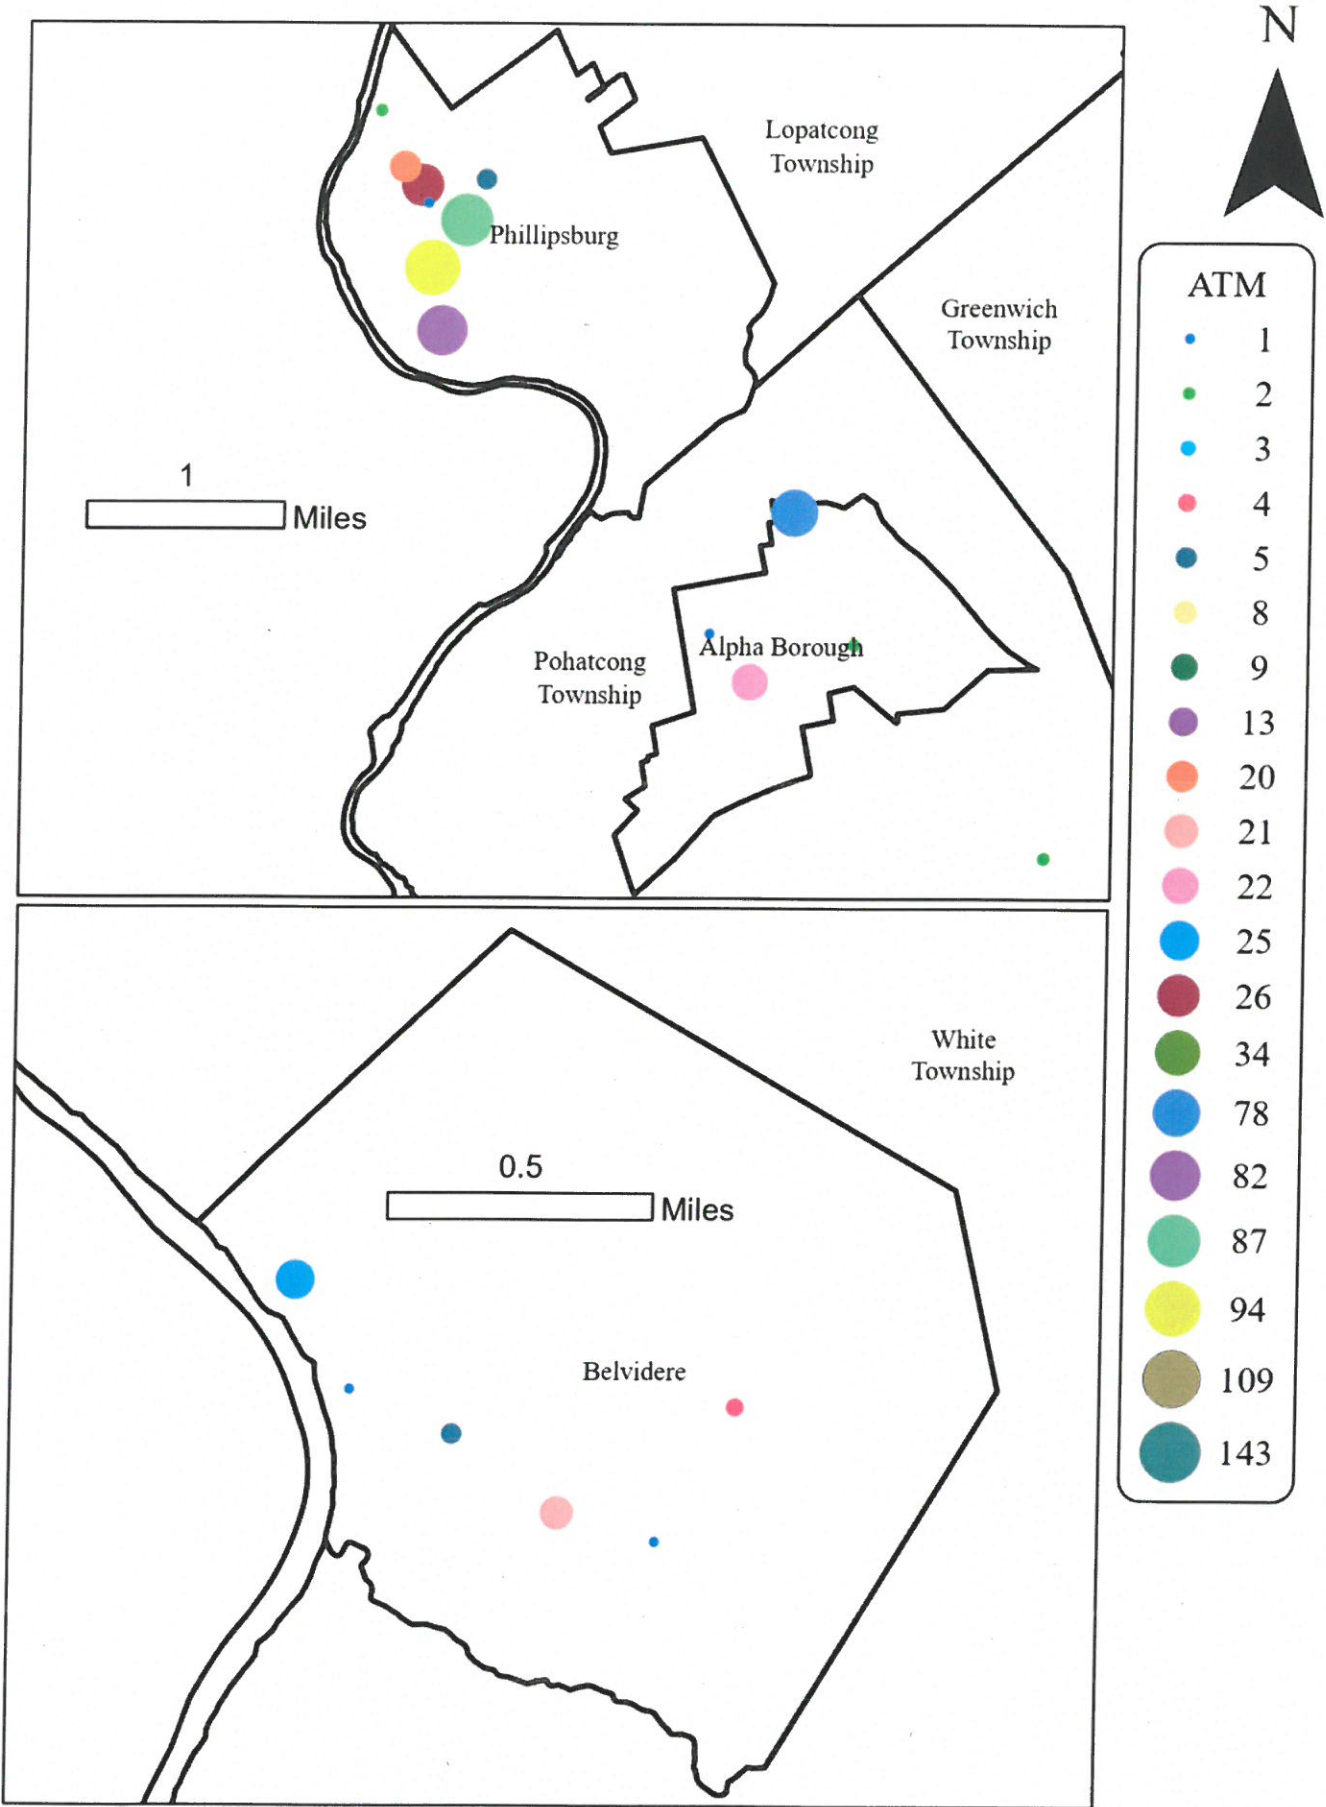 N
Lopatcong
Township
Phillipsburg
Greenwich
Township
1
Miles
Pohatcong
Township
Alpha Borough
ATM
1
2
3
4
5
8
9
13
20
21
22
25
26
34
78
82
87
94
109
143
White
Township
0.5
Miles
Belvidere